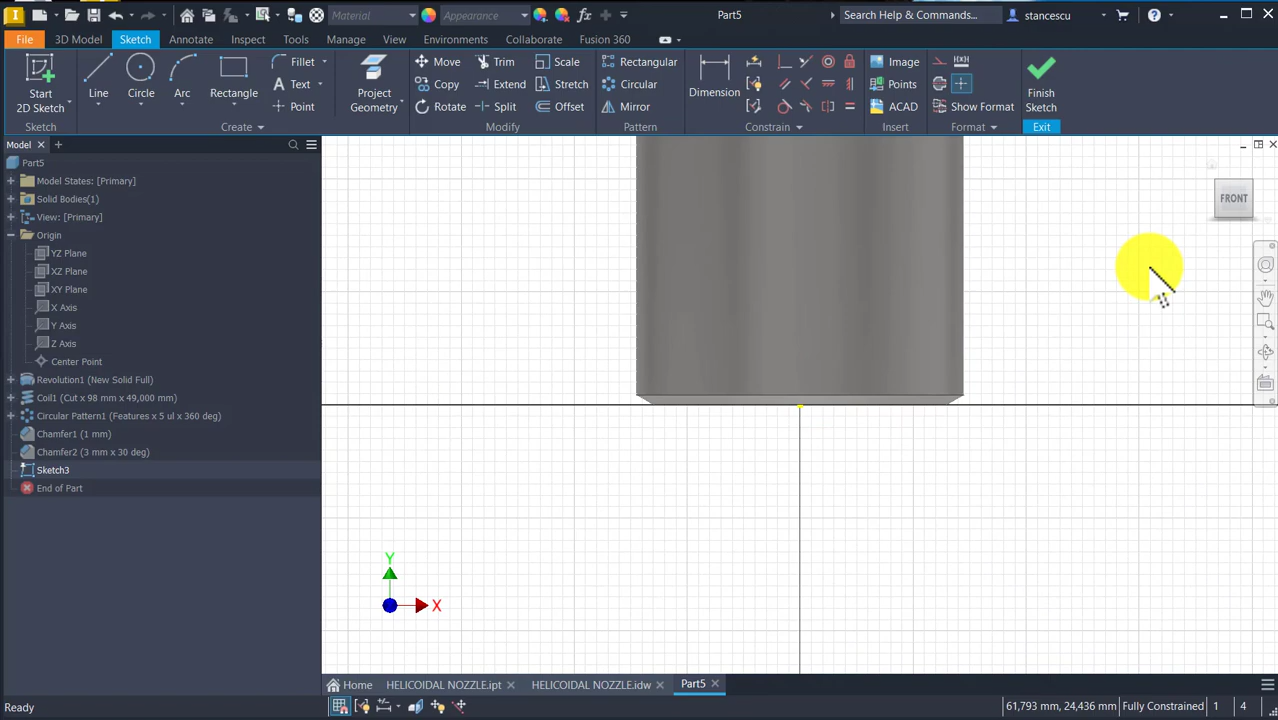 Material
Appearance
Part5
Search Help & Commands...
stancescu
File
3D Model
Sketch
Annotate
Inspect
Tools
Manage
View
Environments
Collaborate
Fusion 360
Start
2D Sketch
Line
Circle
Arc
Rectangle
Fillet
Text
Point
Project
Geometry
Move
Copy
Rotate
Trim
Extend
Split
Scale
Stretch
Offset
Rectangular
Circular
Mirror
Dimension
Image
Points
ACAD
Show Format
Finish
Sketch
Sketch
Create
Modify
Pattern
Constrain
Insert
Format
Exit
Model
Part5
Model States: [Primary]
Solid Bodies(1)
View: [Primary]
Origin
YZ Plane
XZ Plane
XY Plane
X Axis
Y Axis
Z Axis
Center Point
Revolution1 (New Solid Full)
Coil1 (Cut x 98 mm x 49,000 mm)
Circular Pattern1 (Features x 5 ul x 360 deg)
Chamfer1 (1 mm)
Chamfer2 (3 mm x 30 deg)
Sketch3
End of Part
FRONT
Y
X
Home
HELICOIDAL NOZZLE.ipt
HELICOIDAL NOZZLE.idw
Part5
Ready
61,793 mm, 24,436 mm
Fully Constrained
1
4